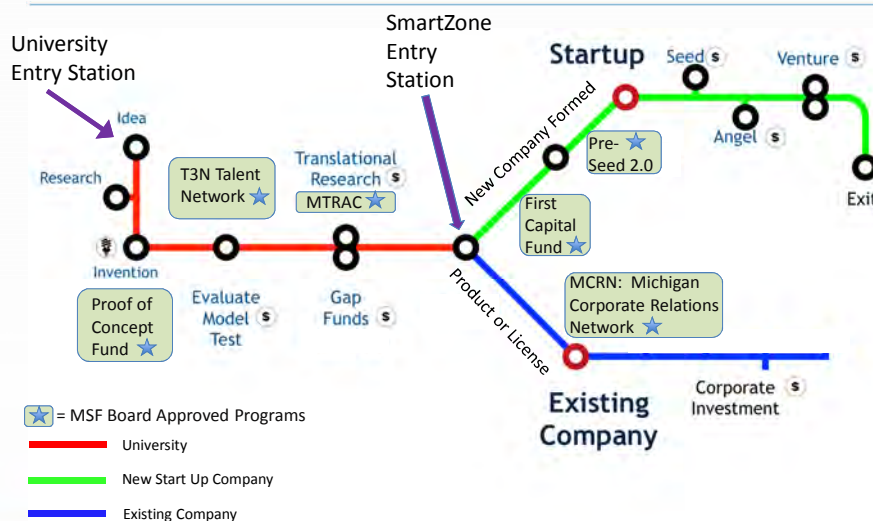 University
Entry Station
SmartZone
Entry
Station
Startup
Seed $
Venture $
Idea
Research
T3N Talent
Network
Translational
Research $
MTRAC
New Company Formed
Pre-
Seed 2.0
Angel $
Exit
First
Capital
Fund
Invention
Proof of
Concept
Fund
Evaluate
Model $
Test
Gap
Funds $
Product or License
MCRN: Michigan
Corporate Relations
Network
Existing
Company
Corporate $
Investment
= MSF Board Approved Programs
University
New Start Up Company
Existing Company